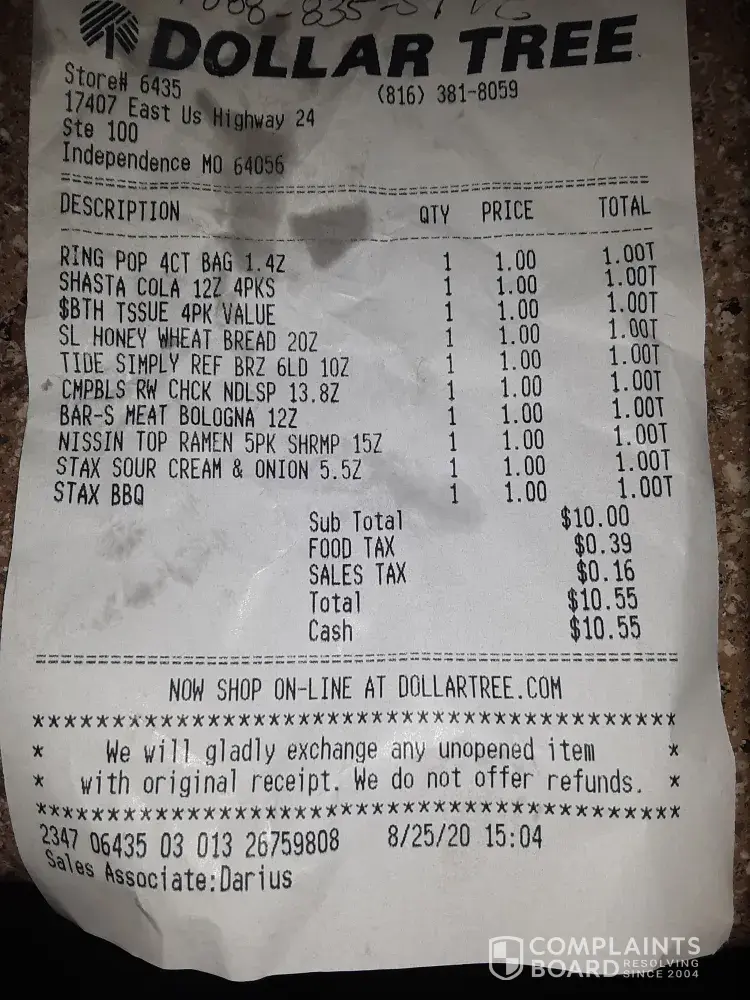 DOLLAR TREE
Store# 6435 (816) 381-8059
17407 East Us Highway 24
Ste 100
Independence MO 64056
DESCRIPTION QTY PRICE TOTAL
RING POP 4CT BAG 1.4Z 1 1.00 1.00T
SHASTA COLA 12Z 4PKS 1 1.00 1.00T
$BTH TSSUE 4PK VALUE 1 1.00 1.00T
SL HONEY WHEAT BREAD 20Z 1 1.00 1.00T
TIDE SIMPLY REF BRZ 6LD 10Z 1 1.00 1.00T
CMPBLS RW CHCK NDLSP 13.8Z 1 1.00 1.00T
BAR-S MEAT BOLOGNA 12Z 1 1.00 1.00T
NISSIN TOP RAMEN 5PK SHRMP 15Z 1 1.00 1.00T
STAX SOUR CREAM & ONION 5.5Z 1 1.00 1.00T
STAX BBQ 1 1.00 1.00T
Sub Total $10.00
FOOD TAX $0.39
SALES TAX $0.16
Total $10.55
Cash $10.55
NOW SHOP ON-LINE AT DOLLARTREE.COM
****************************************
* We will gladly exchange any unopened item *
* with original receipt. We do not offer refunds. *
****************************************
2347 06435 03 013 26759808 8/25/20 15:04
Sales Associate:Darius
COMPLAINTS
BOARD RESOLVING
SINCE 2004